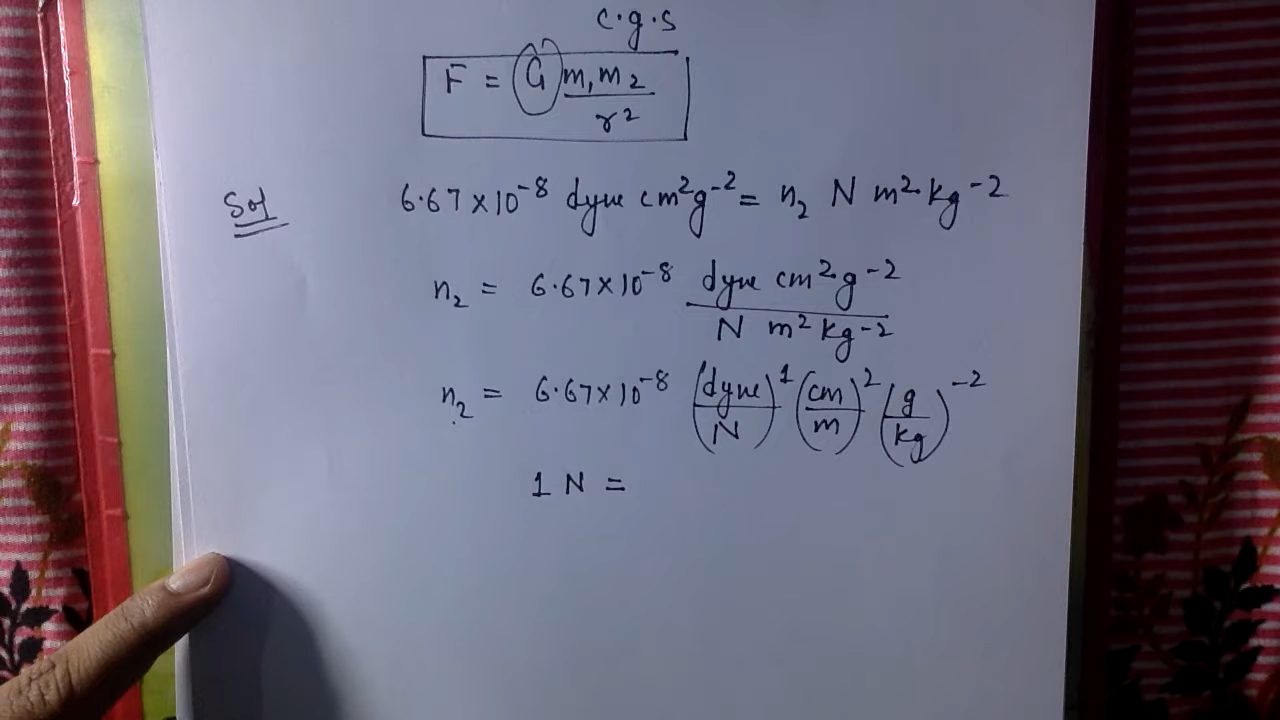 c.g.s
F = G m₁m₂ / r²
Sol 6.67×10⁻⁸ dyne cm²g⁻² = n₂ N m² kg⁻²
n₂ = 6.67×10⁻⁸ dyne cm²g⁻² / N m² kg⁻²
n₂ = 6.67×10⁻⁸ (dyne/N)¹ (cm/m)² (g/kg)⁻²
1 N =